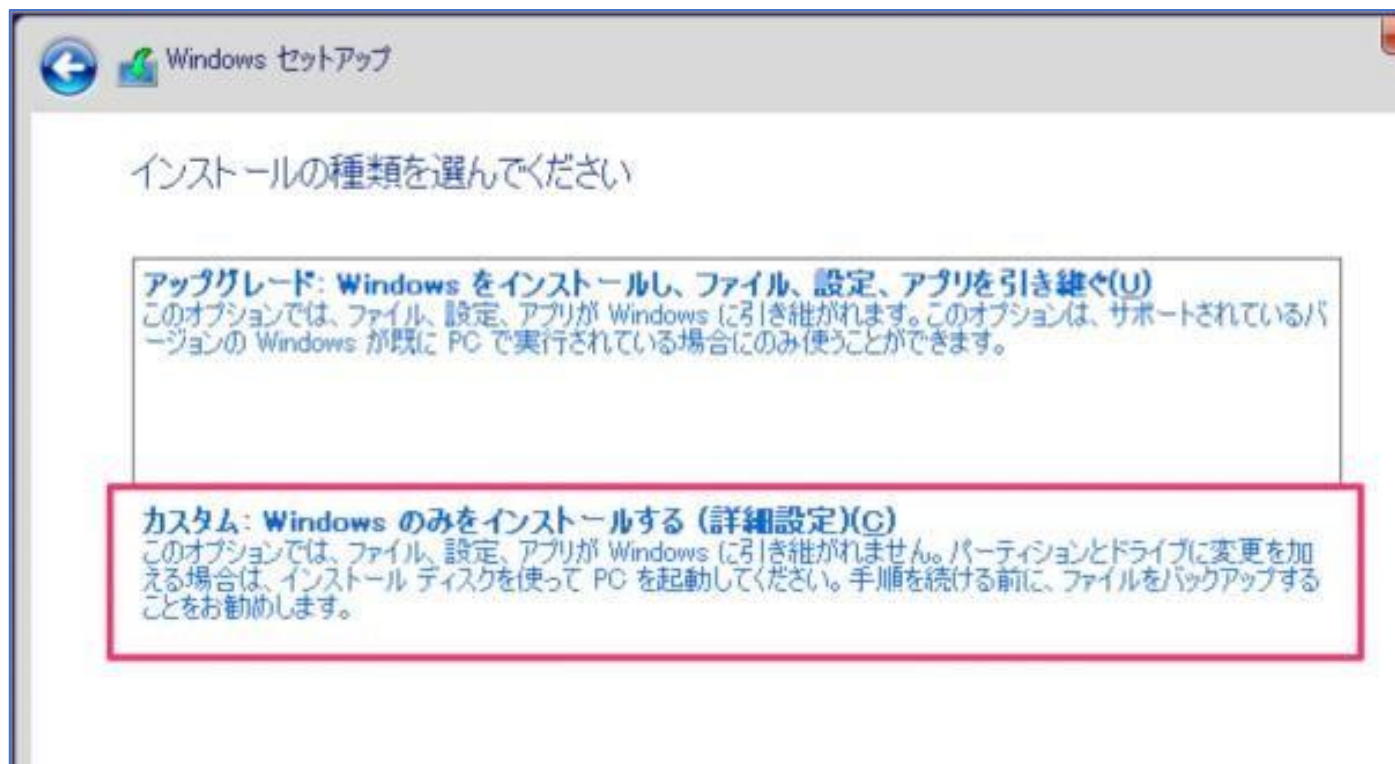 Windows セットアップ
インストールの種類を選んでください
アップグレード: Windows をインストールし、ファイル、設定、アプリを引き継ぐ(U)
このオプションでは、ファイル、設定、アプリが Windows に引き継がれます。このオプションは、サポートされているバ
ージョンの Windows が既に PC で実行されている場合にのみ使うことができます。
カスタム: Windows のみをインストールする (詳細設定)(C)
このオプションでは、ファイル、設定、アプリが Windows に引き継がれません。パーティションとドライブに変更を加
える場合は、インストール ディスクを使って PC を起動してください。手順を続ける前に、ファイルをバックアップする
ことをお勧めします。